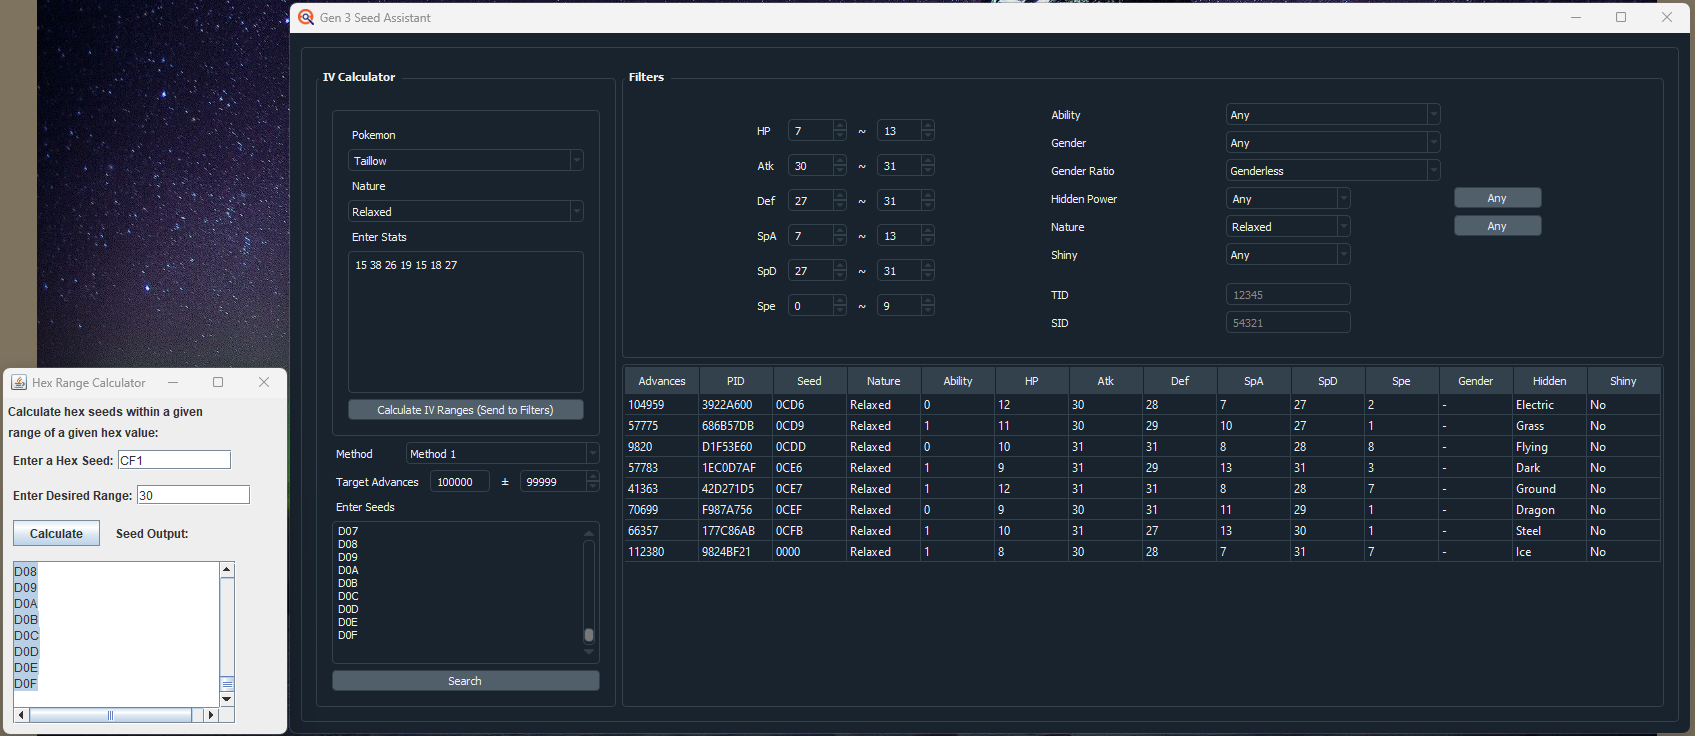 Gen 3 Seed Assistant
IV Calculator
Pokemon
Taillow
Nature
Relaxed
Enter Stats
15 38 26 19 15 18 27
Calculate IV Ranges (Send to Filters)
Method Method 1
Target Advances 100000 ± 99999
Enter Seeds
D07
D08
D09
D0A
D0B
D0C
D0D
D0E
D0F
Search
Filters
HP 7 ~ 13
Atk 30 ~ 31
Def 27 ~ 31
SpA 7 ~ 13
SpD 27 ~ 31
Spe 0 ~ 9
Ability Any
Gender Any
Gender Ratio Genderless
Hidden Power Any Any
Nature Relaxed Any
Shiny Any
TID 12345
SID 54321
Advances PID Seed Nature Ability HP Atk Def SpA SpD Spe Gender Hidden Shiny
104959 3922A600 0CD6 Relaxed 0 12 30 28 7 27 2 - Electric No
57775 686B57DB 0CD9 Relaxed 1 11 30 29 10 27 1 - Grass No
9820 D1F53E60 0CDD Relaxed 0 10 31 31 8 28 8 - Flying No
57783 1EC0D7AF 0CE6 Relaxed 1 9 31 29 13 31 3 - Dark No
41363 42D271D5 0CE7 Relaxed 1 12 31 31 8 28 7 - Ground No
70699 F987A756 0CEF Relaxed 0 9 30 31 11 29 1 - Dragon No
66357 177C86AB 0CFB Relaxed 1 10 31 27 13 30 1 - Steel No
112380 9824BF21 0000 Relaxed 1 8 30 28 7 31 7 - Ice No
Hex Range Calculator
Calculate hex seeds within a given
range of a given hex value:
Enter a Hex Seed: CF1
Enter Desired Range: 30
Calculate Seed Output:
D08
D09
D0A
D0B
D0C
D0D
D0E
D0F